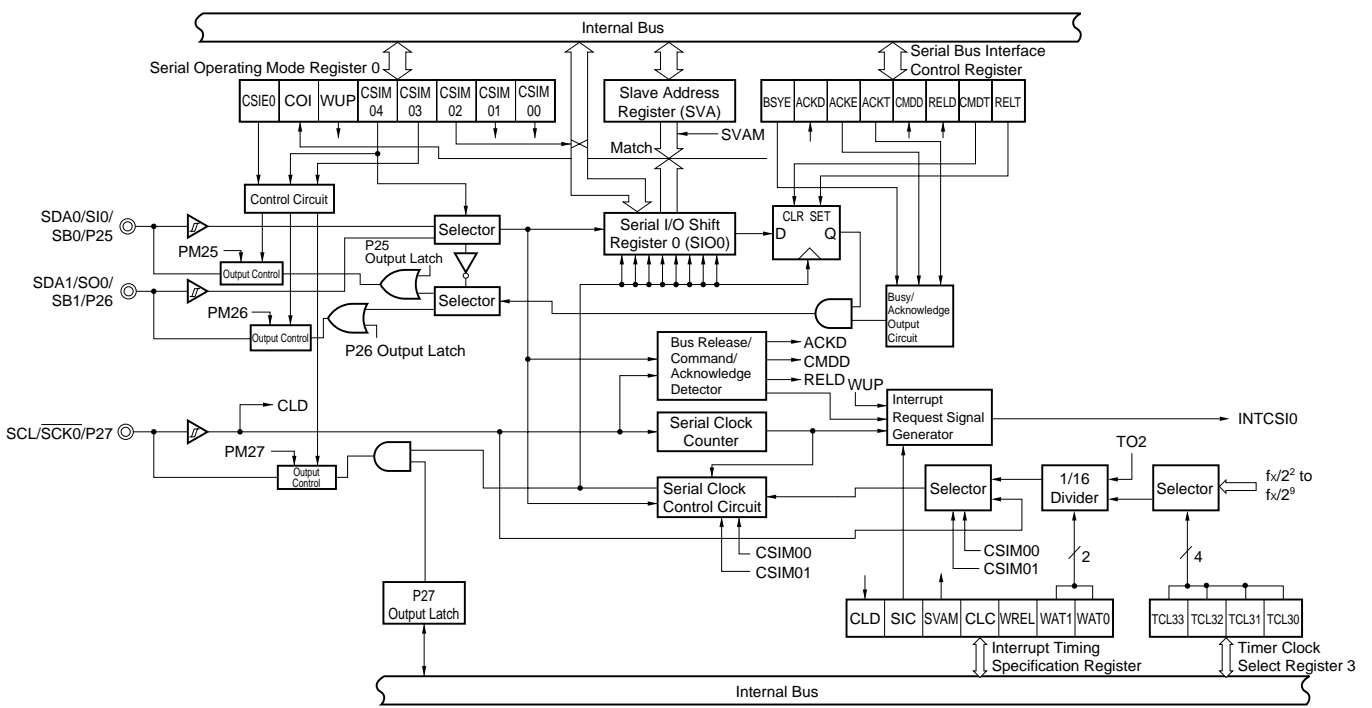 Internal Bus
Serial Operating Mode Register 0
Serial Bus Interface
Control Register
CSIE0 COI WUP CSIM 04 CSIM 03 CSIM 02 CSIM 01 CSIM 00
Slave Address
Register (SVA)
BSYE ACKD ACKE ACKT CMDD RELD CMDT RELT
SVAM
Match
Control Circuit
SDA0/SI0/
SB0/P25
Selector
Serial I/O Shift
Register 0 (SIO0)
CLR SET
D Q
PM25
Output Control
P25
Output Latch
SDA1/SO0/
SB1/P26
Selector
Busy/
Acknowledge
Output
Circuit
PM26
Output Control
P26 Output Latch
Bus Release/
Command/
Acknowledge
Detector
ACKD
CMDD
RELD
WUP
Interrupt
Request Signal
Generator
INTCSI0
CLD
SCL/SCK0/P27
Serial Clock
Counter
PM27
Output
Control
TO2
Serial Clock
Control Circuit
Selector
1/16
Divider
Selector
fx/2² to
fx/2⁹
CSIM00
CSIM01
CSIM00
CSIM01
2
4
P27
Output Latch
CLD SIC SVAM CLC WREL WAT1 WAT0
TCL33 TCL32 TCL31 TCL30
Interrupt Timing
Specification Register
Timer Clock
Select Register 3
Internal Bus